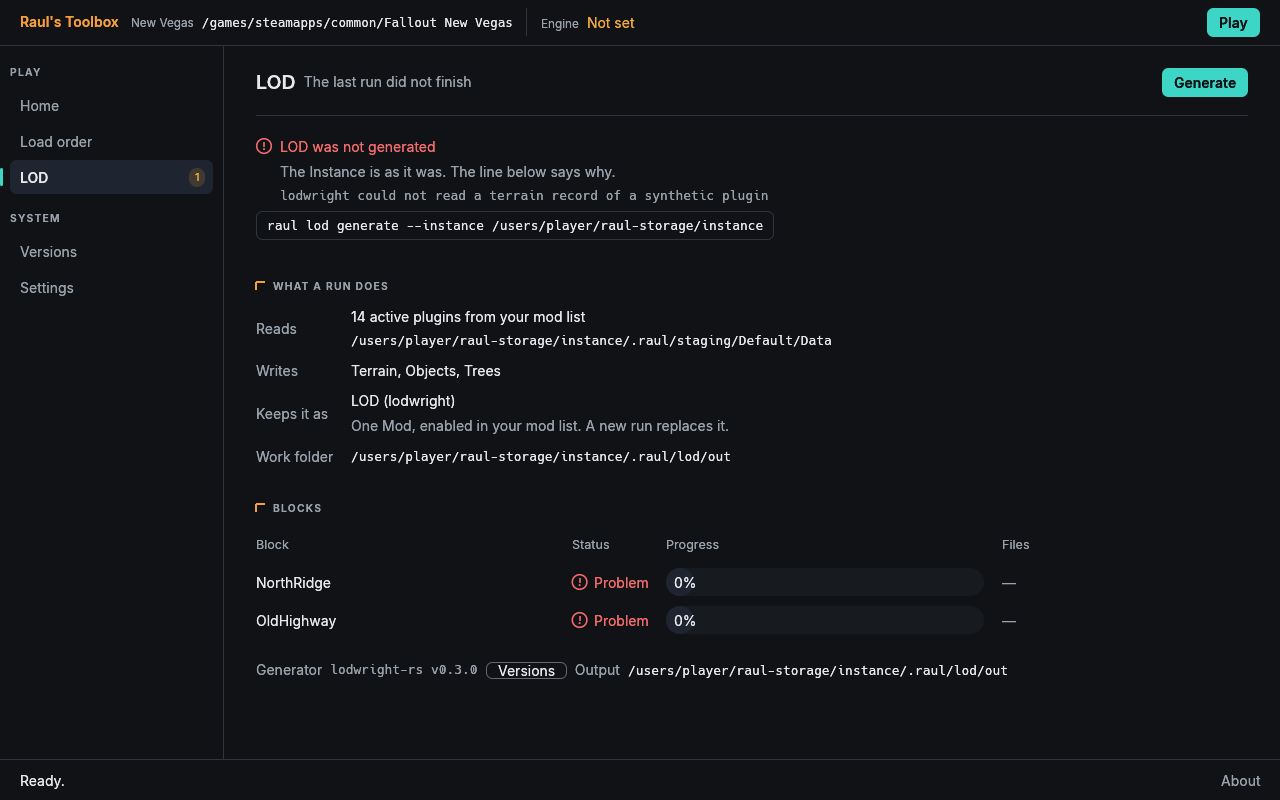 Raul's Toolbox New Vegas /games/steamapps/common/Fallout New Vegas Engine Not set Play
PLAY
Home
Load order
LOD 1
SYSTEM
Versions
Settings
LOD The last run did not finish Generate
LOD was not generated
The Instance is as it was. The line below says why.
lodwright could not read a terrain record of a synthetic plugin
raul lod generate --instance /users/player/raul-storage/instance
WHAT A RUN DOES
Reads 14 active plugins from your mod list
/users/player/raul-storage/instance/.raul/staging/Default/Data
Writes Terrain, Objects, Trees
Keeps it as LOD (lodwright)
One Mod, enabled in your mod list. A new run replaces it.
Work folder /users/player/raul-storage/instance/.raul/lod/out
BLOCKS
Block Status Progress Files
NorthRidge Problem 0% —
OldHighway Problem 0% —
Generator lodwright-rs v0.3.0 Versions Output /users/player/raul-storage/instance/.raul/lod/out
Ready. About